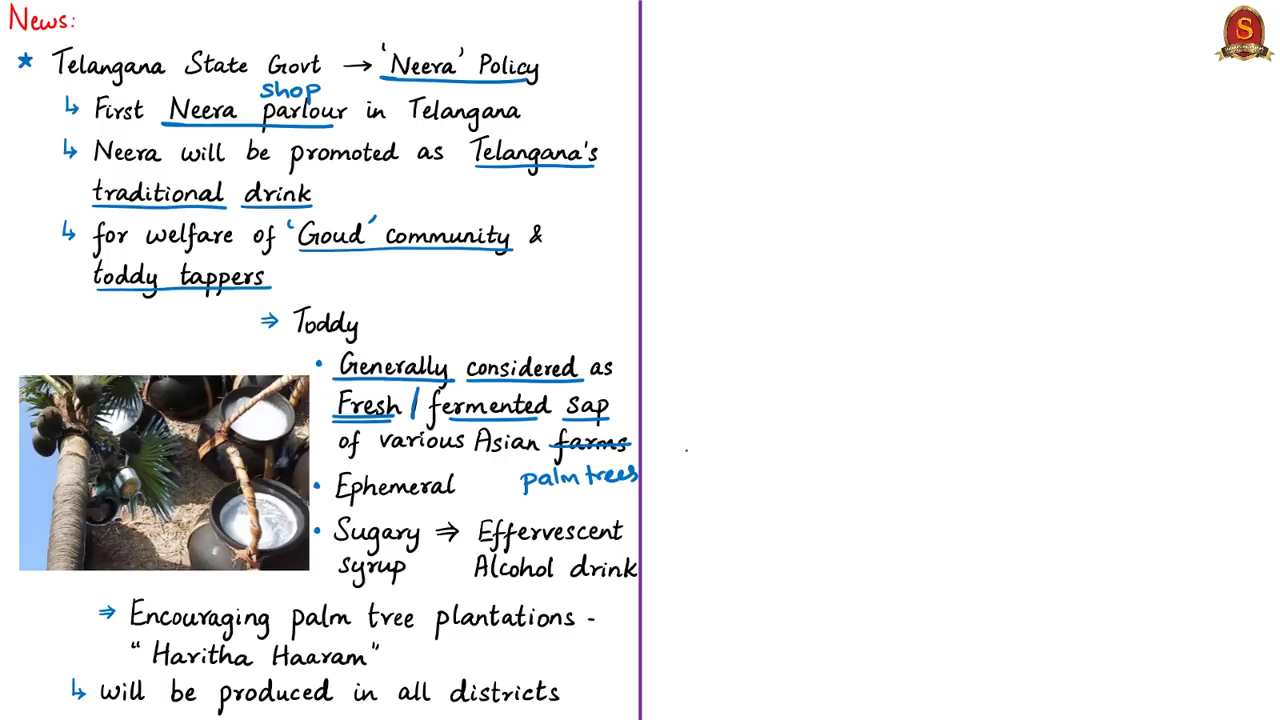 News:
★ Telangana State Govt → 'Neera' Policy
shop
↳ First Neera parlour in Telangana
↳ Neera will be promoted as Telangana's
traditional drink
↳ for welfare of 'Goud' community &
toddy tappers
⇒ Toddy
• Generally considered as
Fresh / fermented sap
of various Asian farms
palm trees
• Ephemeral
• Sugary ⇒ Effervescent
syrup Alcohol drink
⇒ Encouraging palm tree plantations -
"Haritha Haaram"
↳ will be produced in all districts
S